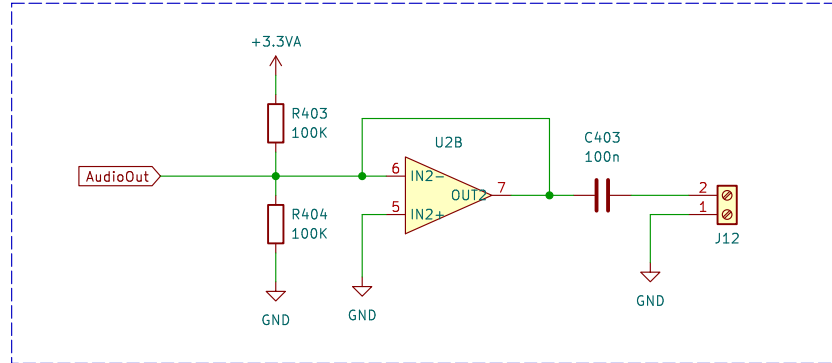 +3.3VA
R403
100K
AudioOut
R404
100K
GND
U2B
6
IN2-
OUT2
7
5
IN2+
GND
C403
100n
2
1
J12
GND